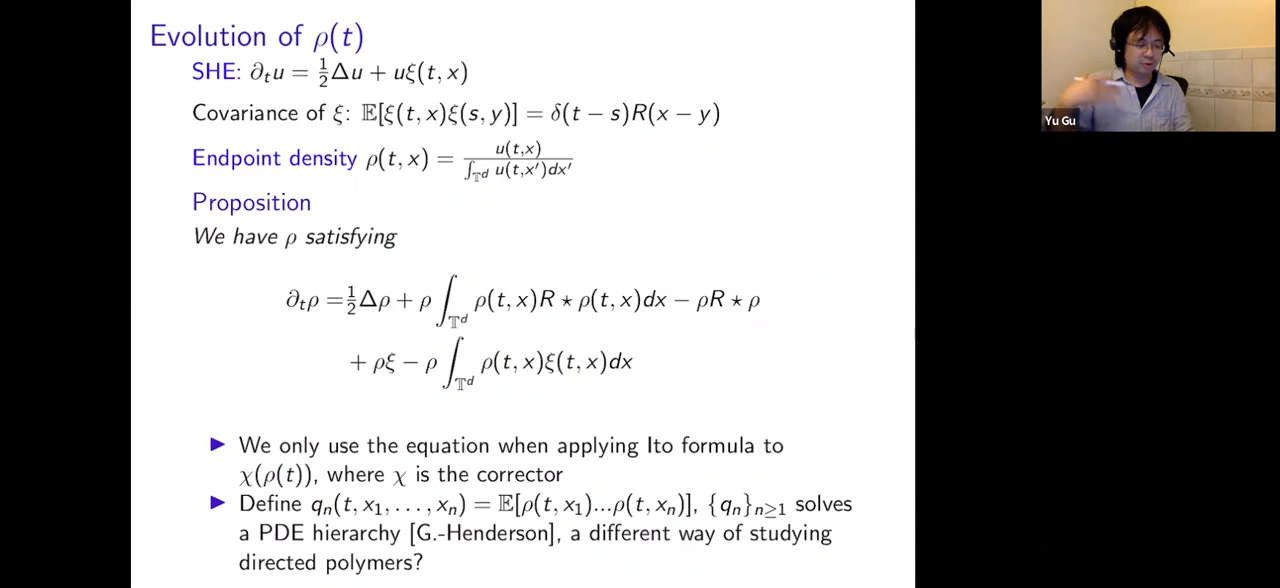 Evolution of ρ(t)
SHE: ∂ₜu = ½Δu + uξ(t, x)
Covariance of ξ: 𝔼[ξ(t, x)ξ(s, y)] = δ(t − s)R(x − y)
Endpoint density ρ(t, x) = u(t,x) / ∫_𝕋ᵈ u(t,x′)dx′
Proposition
We have ρ satisfying
∂ₜρ =½Δρ + ρ ∫_𝕋ᵈ ρ(t, x)R ⋆ ρ(t, x)dx − ρR ⋆ ρ
+ ρξ − ρ ∫_𝕋ᵈ ρ(t, x)ξ(t, x)dx
▶ We only use the equation when applying Ito formula to
χ(ρ(t)), where χ is the corrector
▶ Define qₙ(t, x₁, . . . , xₙ) = 𝔼[ρ(t, x₁)...ρ(t, xₙ)], {qₙ}ₙ≥₁ solves
a PDE hierarchy [G.-Henderson], a different way of studying
directed polymers?
Yu Gu